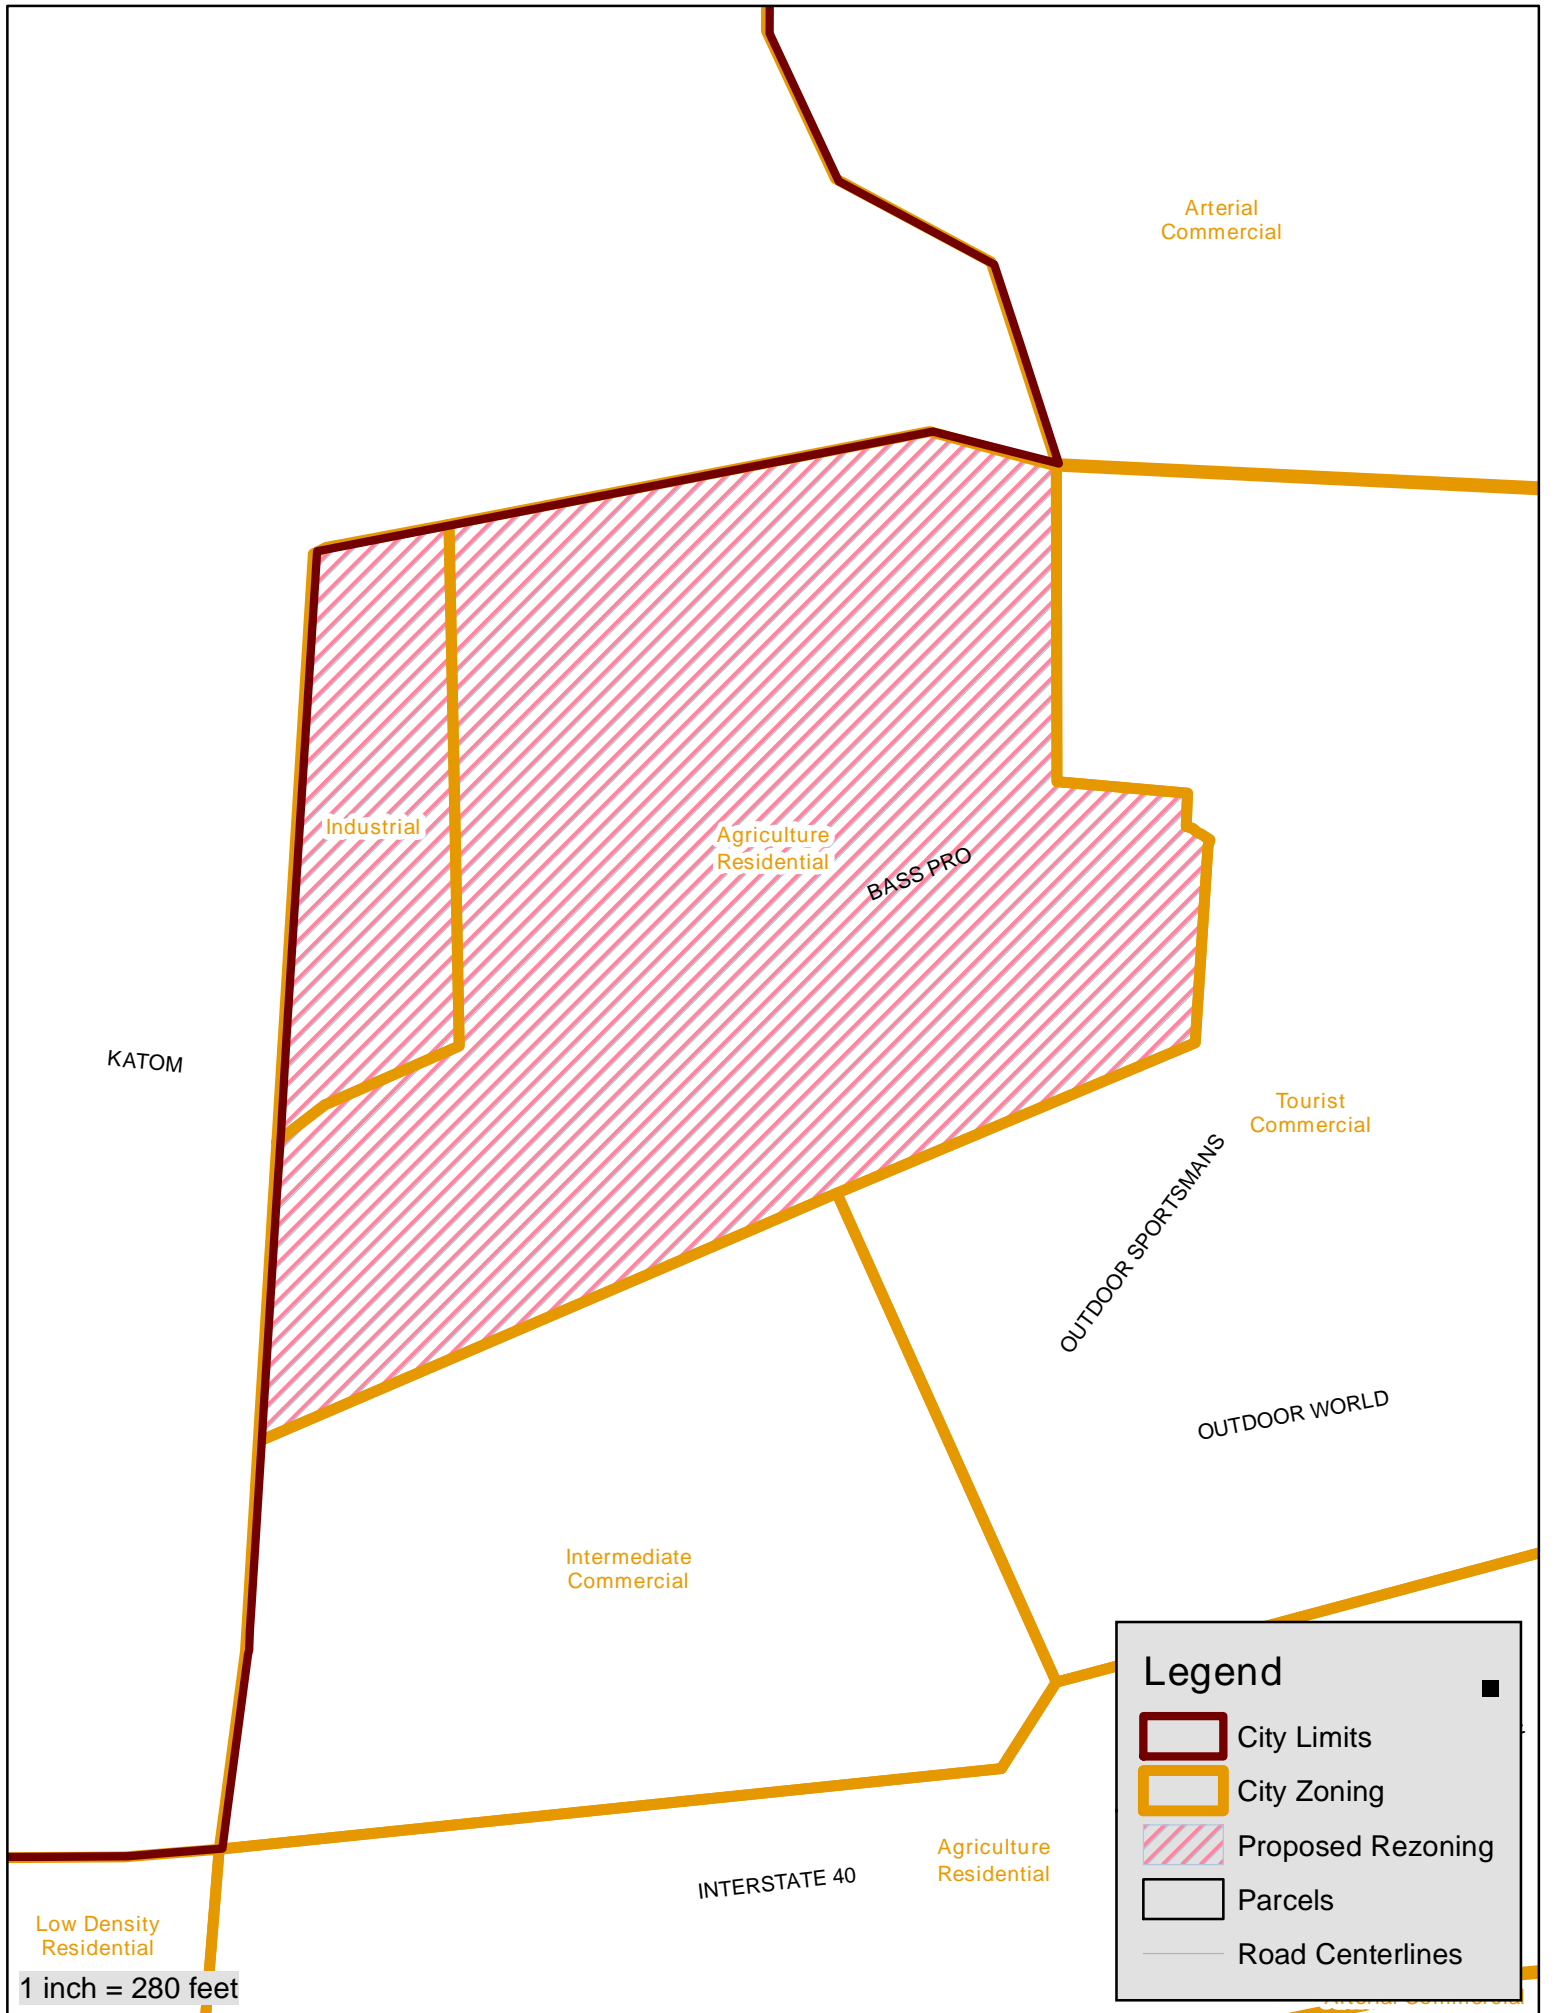 Arterial
Commercial
Industrial
Agriculture
Residential
BASS PRO
KATOM
Tourist
Commercial
OUTDOOR SPORTSMANS
OUTDOOR WORLD
Intermediate
Commercial
Agriculture
Residential
INTERSTATE 40
Low Density
Residential
1 inch = 280 feet
Legend
City Limits
City Zoning
Proposed Rezoning
Parcels
Road Centerlines